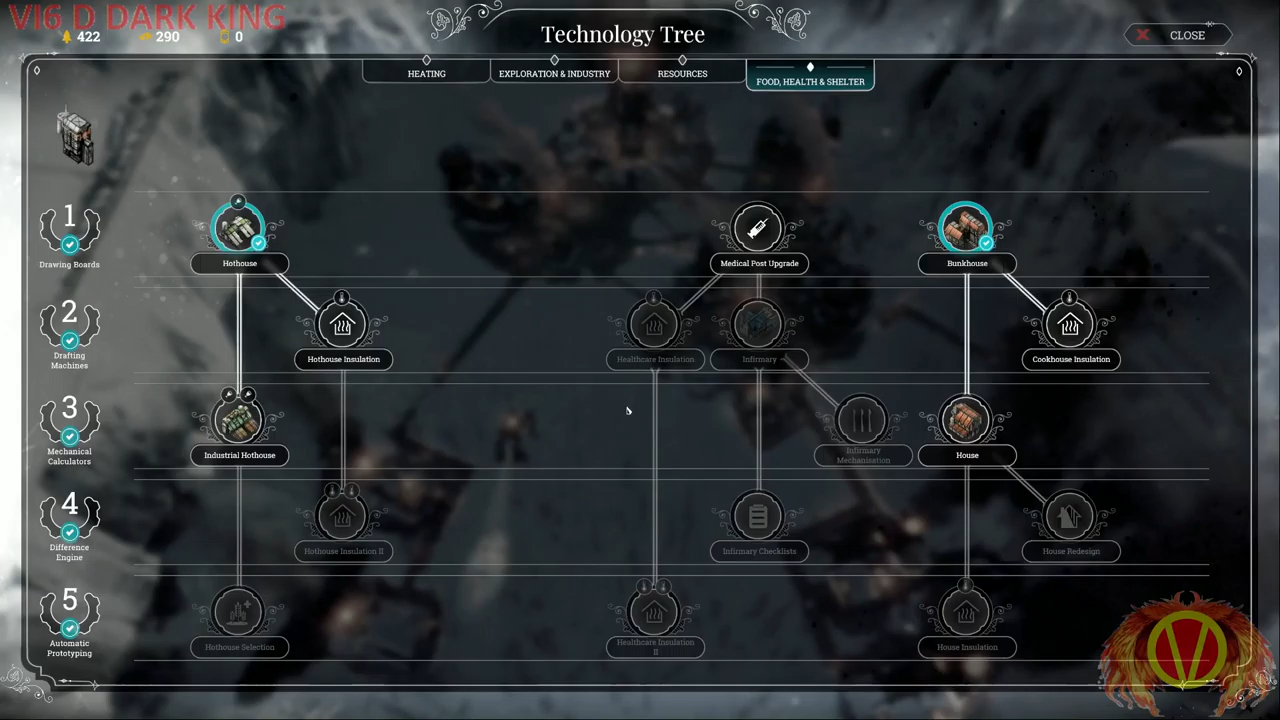 VI6 D DARK KING
422
290
0
Technology Tree
CLOSE
HEATING
EXPLORATION & INDUSTRY
RESOURCES
FOOD, HEALTH & SHELTER
1
Drawing Boards
Hothouse
Medical Post Upgrade
Bunkhouse
2
Drafting
Machines
Hothouse Insulation
Healthcare Insulation
Infirmary
Cookhouse Insulation
3
Mechanical
Calculators
Industrial Hothouse
Infirmary
Mechanisation
House
4
Difference
Engine
Hothouse Insulation II
Infirmary Checklists
House Redesign
5
Automatic
Prototyping
Hothouse Selection
Healthcare Insulation
II
House Insulation
V